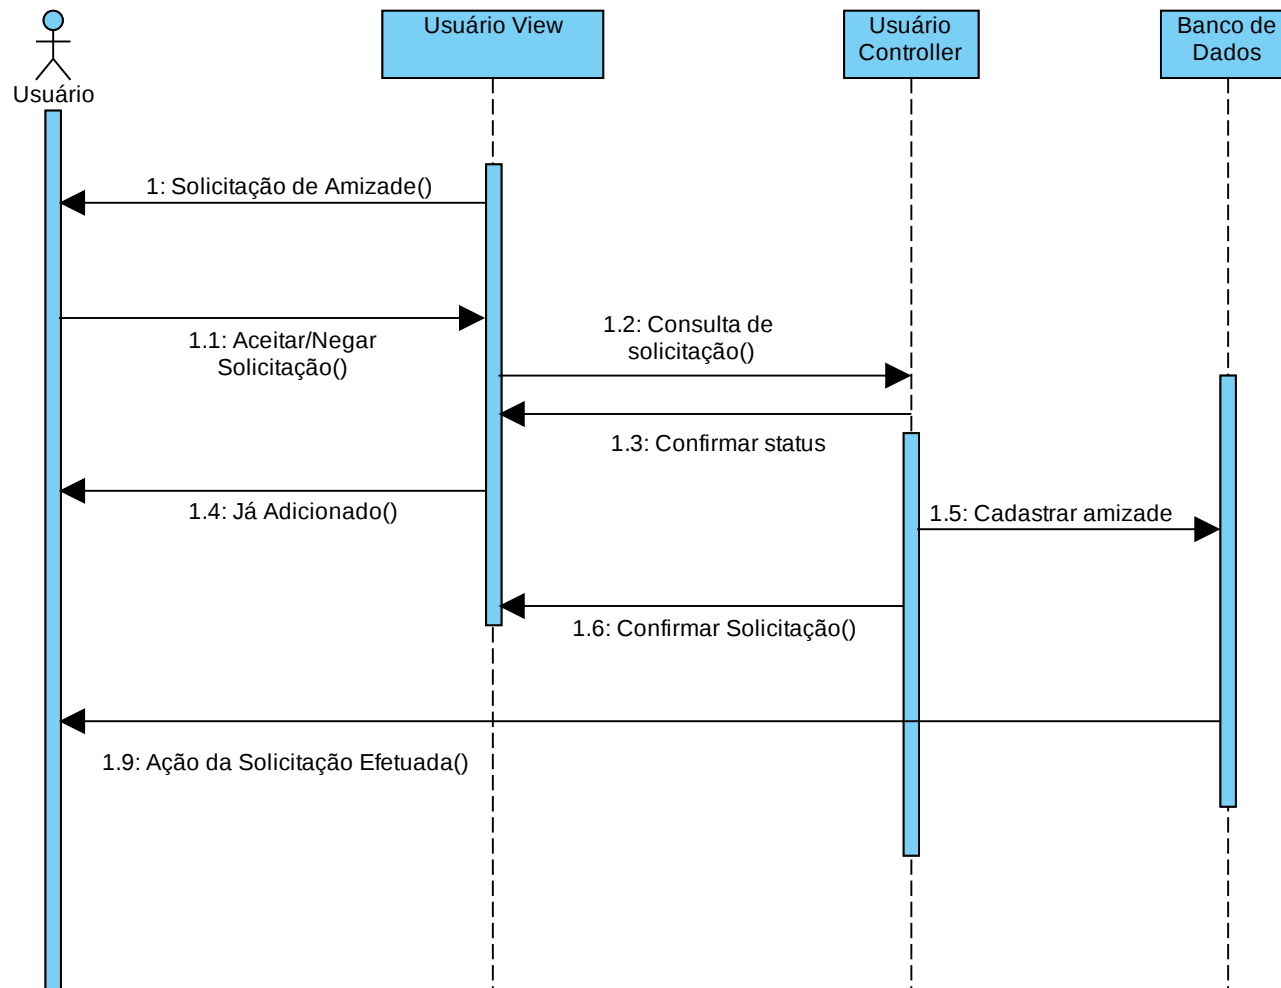 Usuário
Usuário View
Usuário
Controller
Banco de
Dados
1: Solicitação de Amizade()
1.1: Aceitar/Negar
Solicitação()
1.2: Consulta de
solicitação()
1.3: Confirmar status
1.4: Já Adicionado()
1.5: Cadastrar amizade
1.6: Confirmar Solicitação()
1.9: Ação da Solicitação Efetuada()